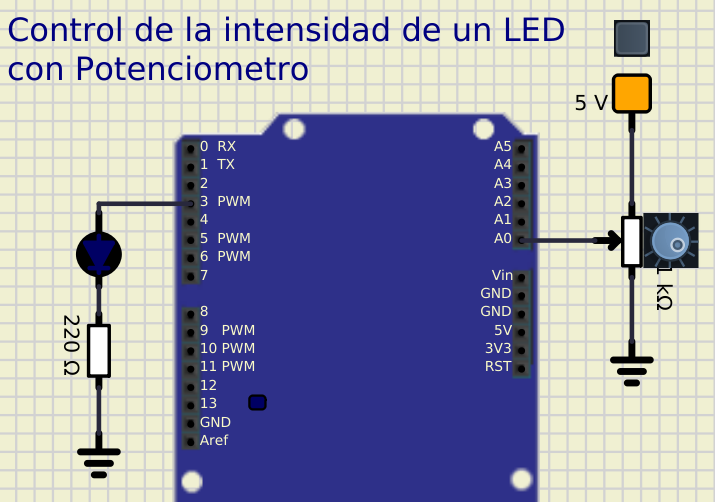 Control de la intensidad de un LED
con Potenciometro
5 V
0 RX
1 TX
2
3 PWM
4
5 PWM
6 PWM
7
8
9 PWM
10 PWM
11 PWM
12
13
GND
Aref
A5
A4
A3
A2
A1
A0
Vin
GND
GND
5V
3V3
RST
220 Ω
1 kΩ